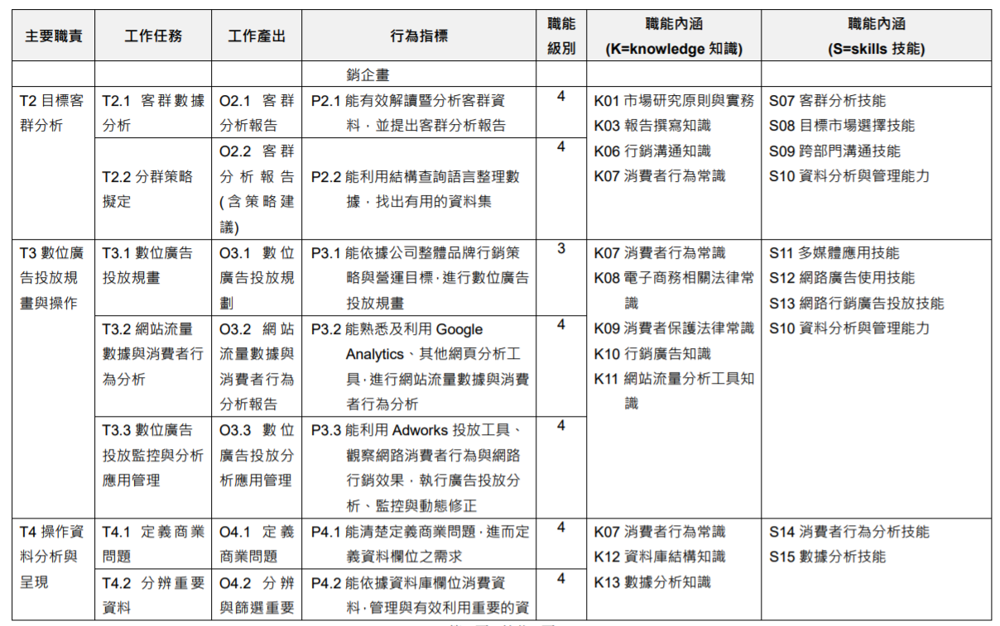 主要職責 工作任務 工作產出 行為指標 職能級別 職能內涵 (K=knowledge 知識) 職能內涵 (S=skills 技能)
銷企畫
T2 目標客
群分析
T2.1 客群數據
分析
O2.1 客群
分析報告
P2.1 能有效解讀暨分析客群資
料，並提出客群分析報告
4
T2.2 分群策略
擬定
O2.2 客群
分析報告
(含策略建
議)
P2.2 能利用結構查詢語言整理數
據，找出有用的資料集
4
K01 市場研究原則與實務
K03 報告撰寫知識
K06 行銷溝通知識
K07 消費者行為常識
S07 客群分析技能
S08 目標市場選擇技能
S09 跨部門溝通技能
S10 資料分析與管理能力
T3 數位廣
告投放規
畫與操作
T3.1 數位廣告
投放規畫
O3.1 數位
廣告投放規
劃
P3.1 能依據公司整體品牌行銷策
略與營運目標，進行數位廣告
投放規畫
3
T3.2 網站流量
數據與消費者行
為分析
O3.2 網站
流量數據與
消費者行為
分析報告
P3.2 能熟悉及利用 Google
Analytics、其他網頁分析工
具，進行網站流量數據與消費
者行為分析
4
T3.3 數位廣告
投放監控與分析
應用管理
O3.3 數位
廣告投放分
析應用管理
P3.3 能利用 Adworks 投放工具、
觀察網路消費者行為與網路
行銷效果，執行廣告投放分
析、監控與動態修正
4
K07 消費者行為常識
K08 電子商務相關法律常
識
K09 消費者保護法律常識
K10 行銷廣告知識
K11 網站流量分析工具知
識
S11 多媒體應用技能
S12 網路廣告使用技能
S13 網路行銷廣告投放技能
S10 資料分析與管理能力
T4 操作資
料分析與
呈現
T4.1 定義商業
問題
O4.1 定義
商業問題
P4.1 能清楚定義商業問題，進而定
義資料欄位之需求
4
T4.2 分辨重要
資料
O4.2 分辨
與篩選重要
P4.2 能依據資料庫欄位消費資
料，管理與有效利用重要的資
4
K07 消費者行為常識
K12 資料庫結構知識
K13 數據分析知識
S14 消費者行為分析技能
S15 數據分析技能